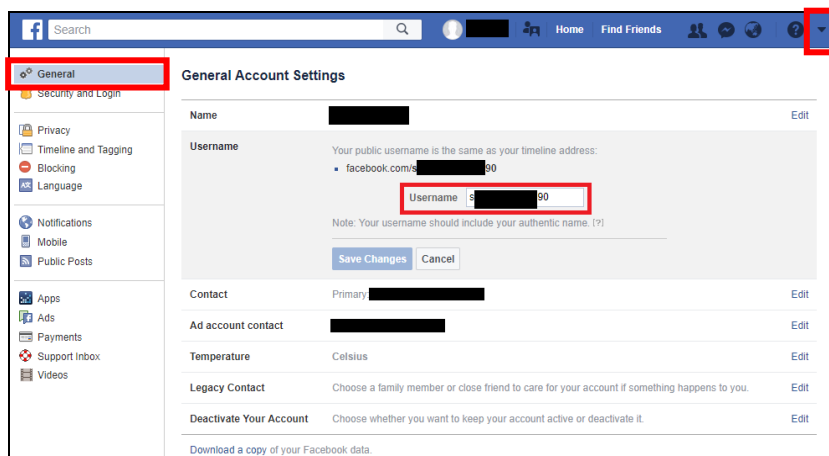 f Search Home Find Friends ?
General
Security and Login
Privacy
Timeline and Tagging
Blocking
Language
Notifications
Mobile
Public Posts
Apps
Ads
Payments
Support Inbox
Videos
General Account Settings
Name Edit
Username Your public username is the same as your timeline address:
facebook.com/s 90
Username s 90
Note: Your username should include your authentic name. [?]
Save Changes Cancel
Contact Primary: Edit
Ad account contact Edit
Temperature Celsius Edit
Legacy Contact Choose a family member or close friend to care for your account if something happens to you. Edit
Deactivate Your Account Choose whether you want to keep your account active or deactivate it. Edit
Download a copy of your Facebook data.